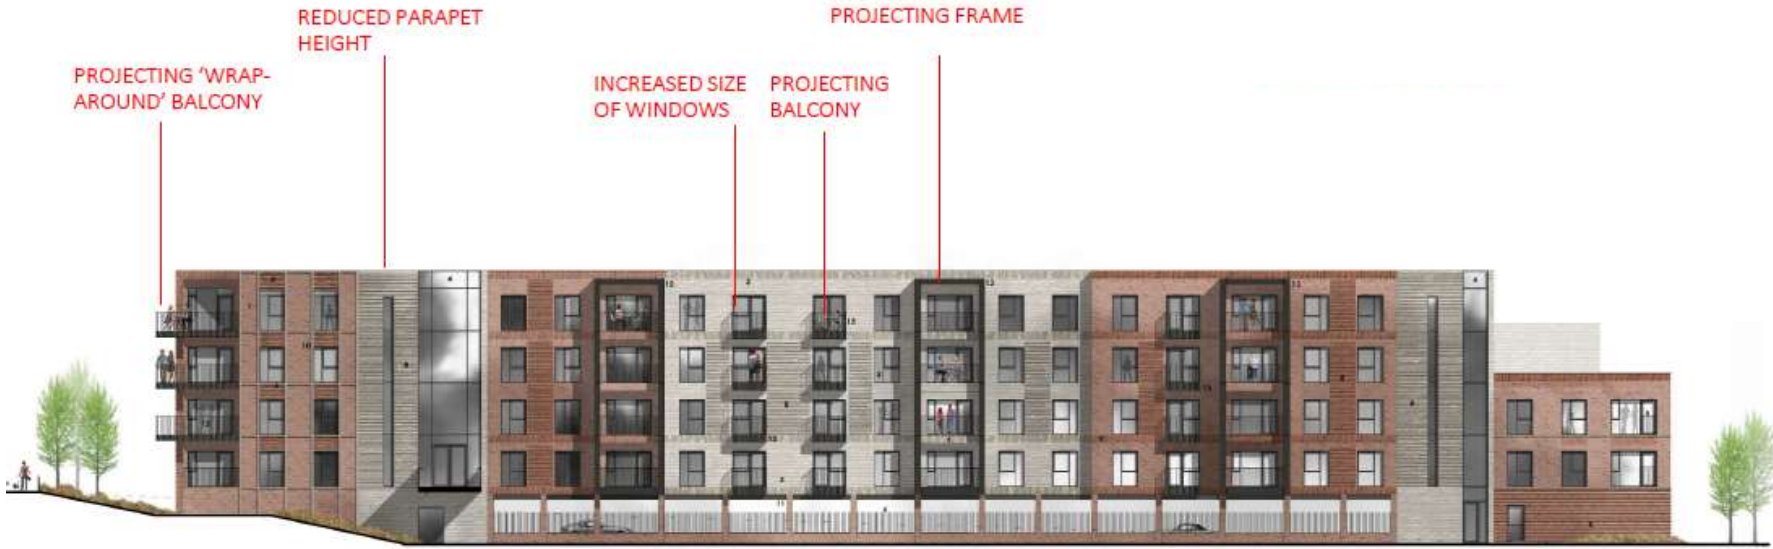 REDUCED PARAPET
HEIGHT
PROJECTING FRAME
PROJECTING ‘WRAP-
AROUND’ BALCONY
INCREASED SIZE
OF WINDOWS
PROJECTING
BALCONY